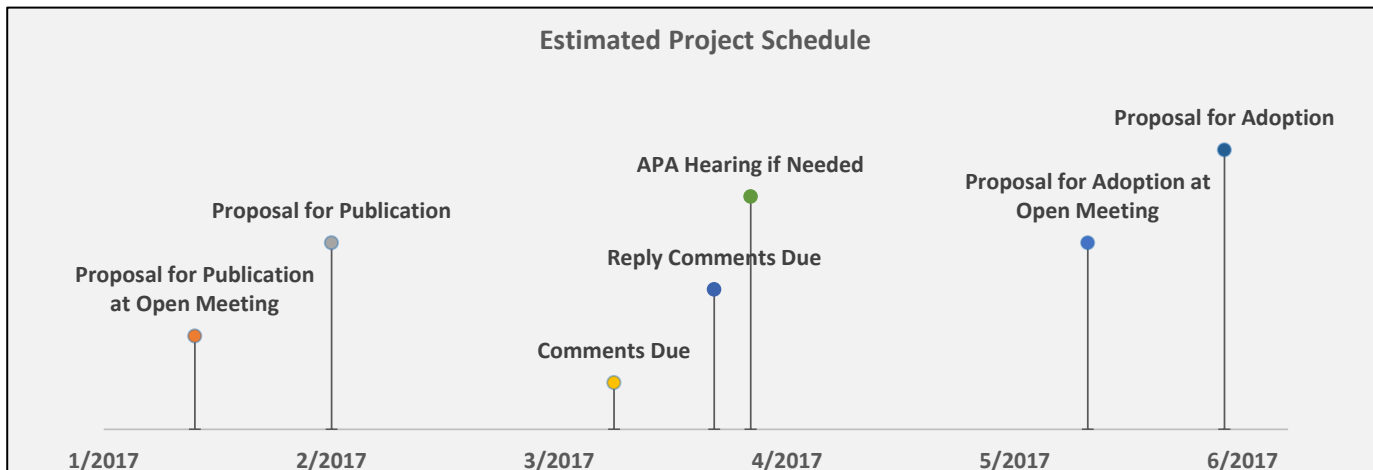 Estimated Project Schedule
Proposal for Adoption
APA Hearing if Needed
Proposal for Adoption at
Open Meeting
Proposal for Publication
Reply Comments Due
Proposal for Publication
at Open Meeting
Comments Due
1/2017
2/2017
3/2017
4/2017
5/2017
6/2017